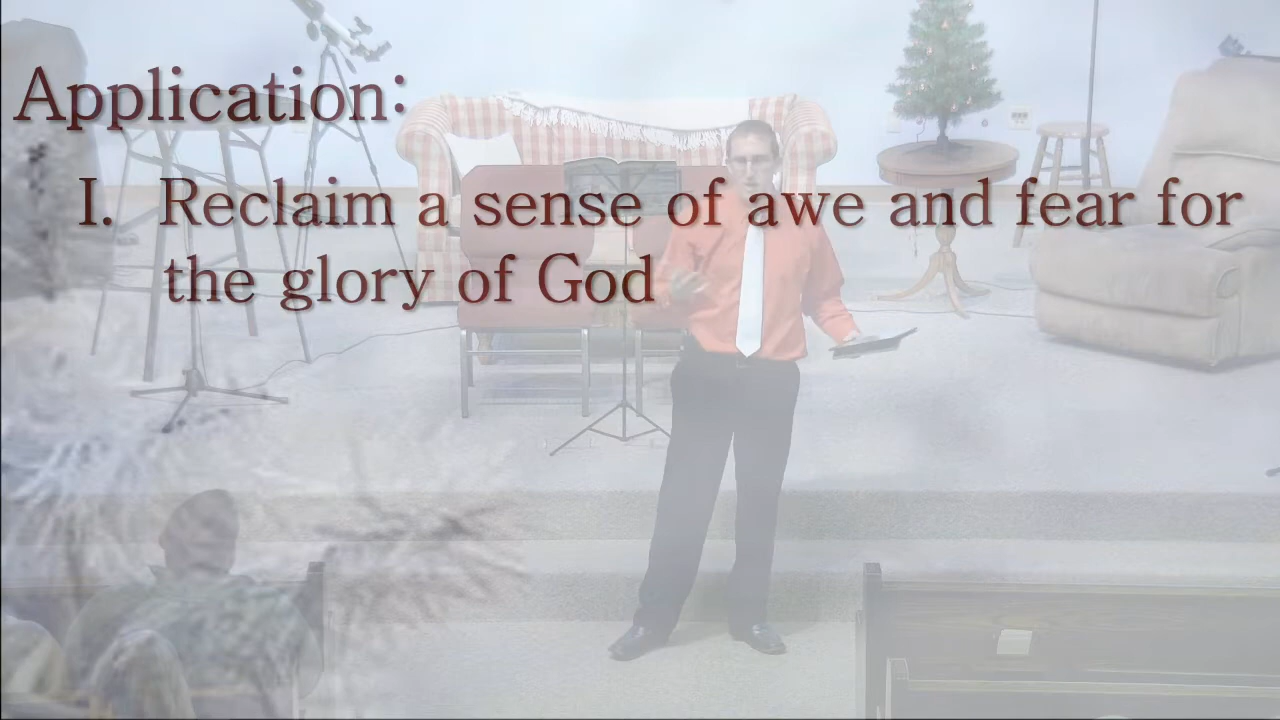 Application:
I. Reclaim a sense of awe and fear for
the glory of God